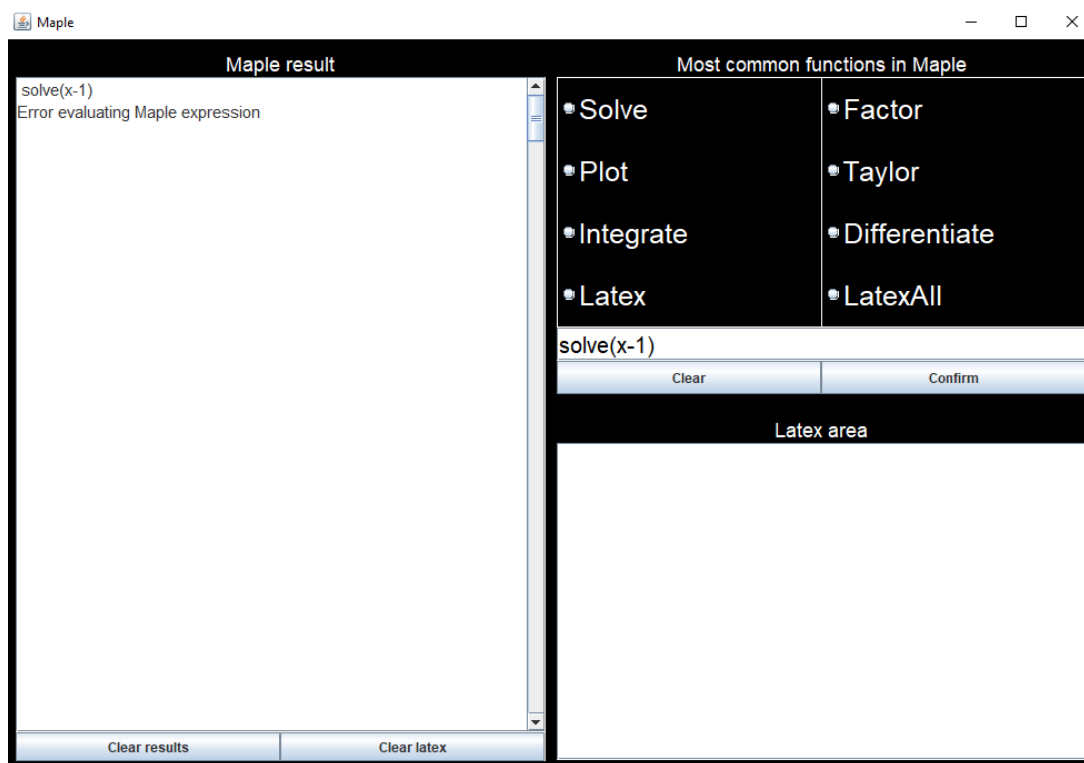 Maple
Maple result
solve(x-1)
Error evaluating Maple expression
Clear results
Clear latex
Most common functions in Maple
Solve
Factor
Plot
Taylor
Integrate
Differentiate
Latex
LatexAll
solve(x-1)
Clear
Confirm
Latex area